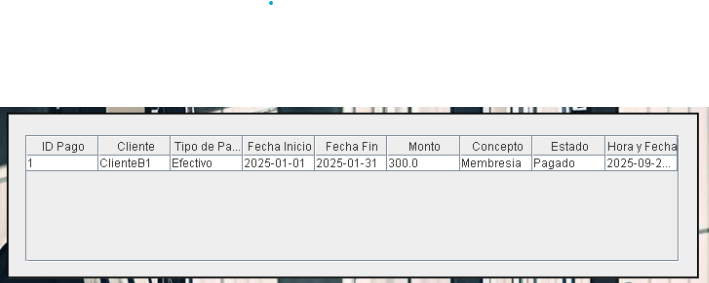 ID Pago Cliente Tipo de Pa... Fecha Inicio Fecha Fin Monto Concepto Estado Hora y Fecha
1 ClienteB1 Efectivo 2025-01-01 2025-01-31 300.0 Membresia Pagado 2025-09-2...